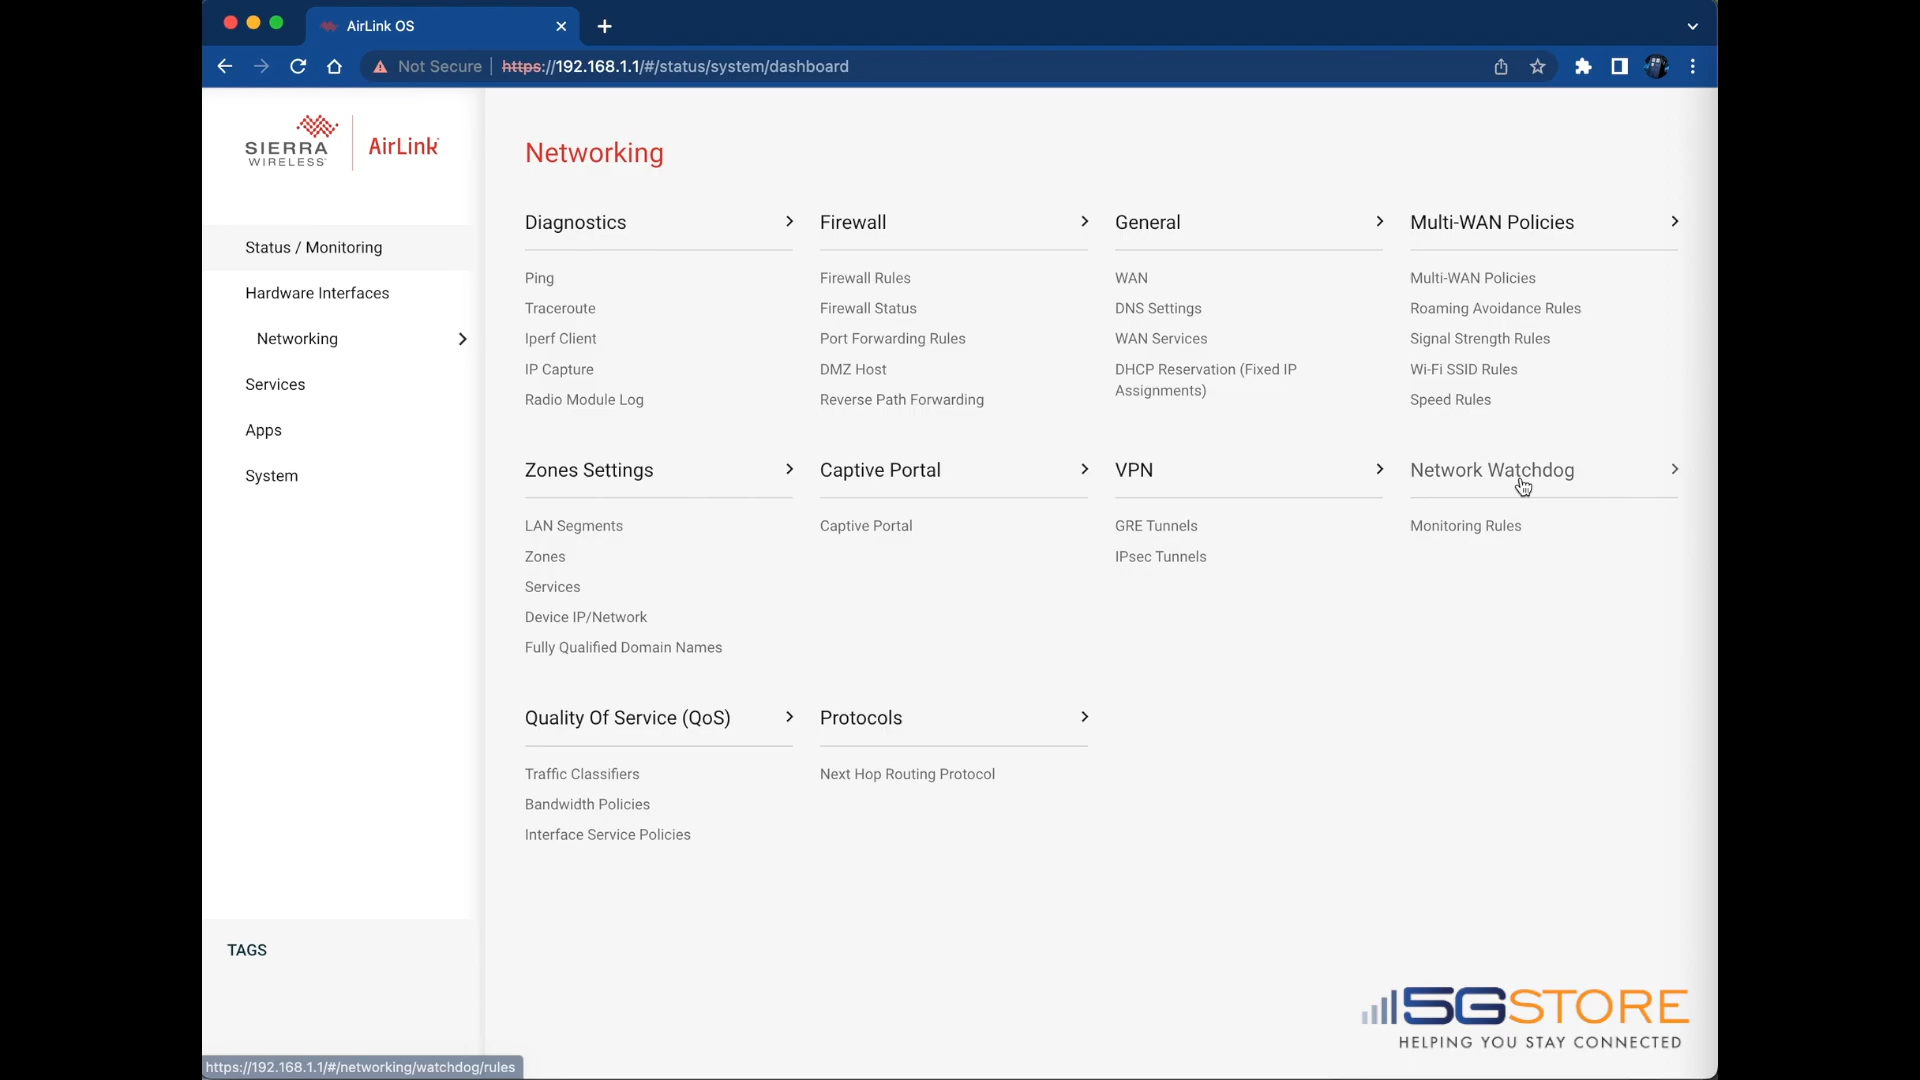 AirLink OS
Not Secure https://192.168.1.1/#/status/system/dashboard
SIERRA
WIRELESS
AirLink
Status / Monitoring
Hardware Interfaces
Networking
Services
Apps
System
TAGS
Networking
Diagnostics
Ping
Traceroute
Iperf Client
IP Capture
Radio Module Log
Firewall
Firewall Rules
Firewall Status
Port Forwarding Rules
DMZ Host
Reverse Path Forwarding
General
WAN
DNS Settings
WAN Services
DHCP Reservation (Fixed IP
Assignments)
Multi-WAN Policies
Multi-WAN Policies
Roaming Avoidance Rules
Signal Strength Rules
Wi-Fi SSID Rules
Speed Rules
Zones Settings
LAN Segments
Zones
Services
Device IP/Network
Fully Qualified Domain Names
Captive Portal
Captive Portal
VPN
GRE Tunnels
IPsec Tunnels
Network Watchdog
Monitoring Rules
Quality Of Service (QoS)
Traffic Classifiers
Bandwidth Policies
Interface Service Policies
Protocols
Next Hop Routing Protocol
5GSTORE
HELPING YOU STAY CONNECTED
https://192.168.1.1/#/networking/watchdog/rules